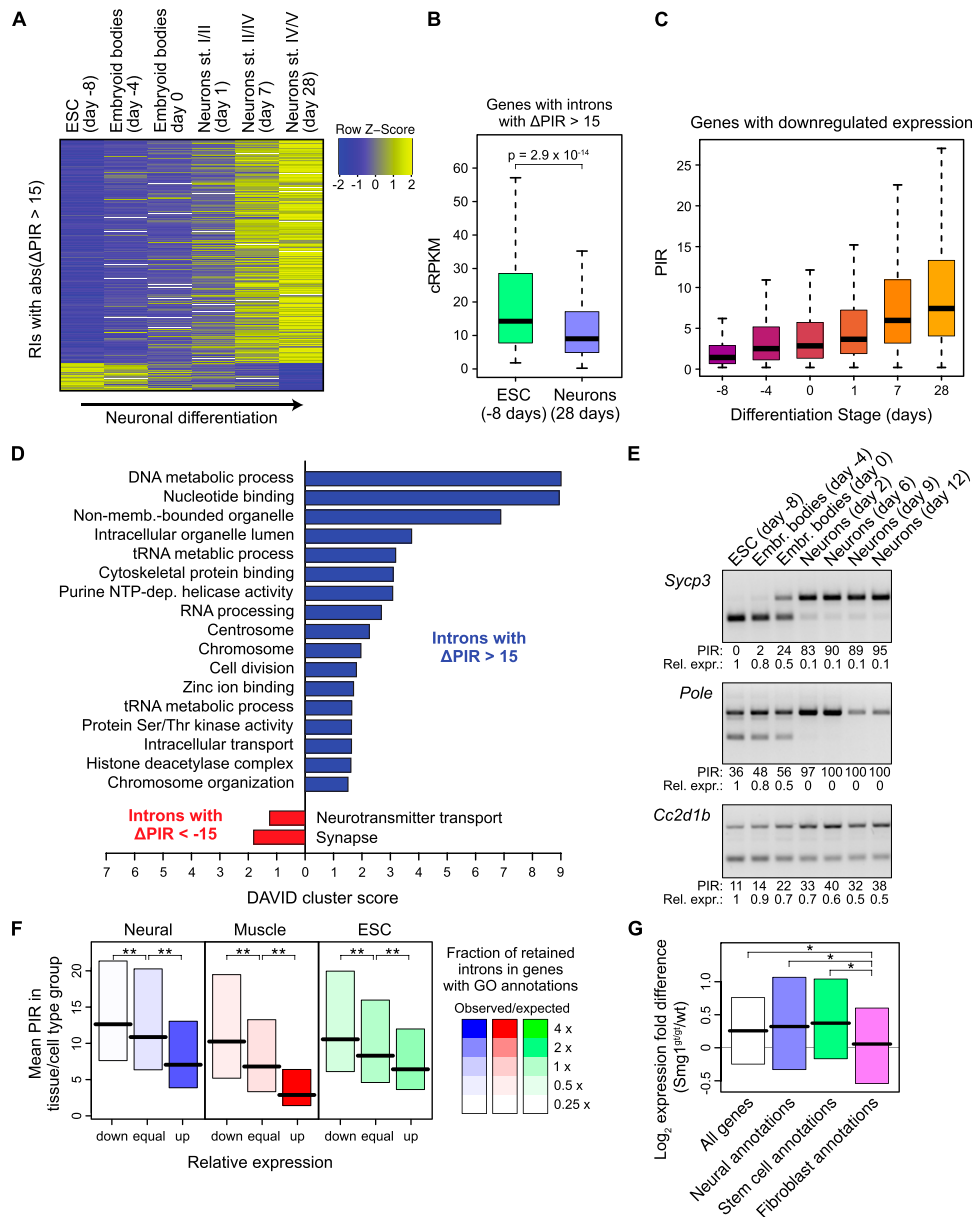 A
ESC
(day -8)
Embryoid bodies
(day -4)
Embryoid bodies
day 0
Neurons st. I/II
(day 1)
Neurons st. II/IV
(day 7)
Neurons st. IV/V
(day 28)
Row Z-Score
-2 -1 0 1 2
RIs with abs(ΔPIR > 15)
Neuronal differentiation
B
Genes with introns
with ΔPIR > 15
p = 2.9 x 10-14
cRPKM
60
50
40
30
20
10
0
ESC
(-8 days)
Neurons
(28 days)
C
Genes with downregulated expression
PIR
25
20
15
10
5
0
-8 -4 0 1 7 28
Differentiation Stage (days)
D
DNA metabolic process
Nucleotide binding
Non-memb.-bounded organelle
Intracellular organelle lumen
tRNA metablic process
Cytoskeletal protein binding
Purine NTP-dep. helicase activity
RNA processing
Centrosome
Chromosome
Cell division
Zinc ion binding
tRNA metabolic process
Protein Ser/Thr kinase activity
Intracellular transport
Histone deacetylase complex
Chromosome organization
Introns with
ΔPIR > 15
Introns with
ΔPIR < -15
Neurotransmitter transport
Synapse
7 6 5 4 3 2 1 0 1 2 3 4 5 6 7 8 9
DAVID cluster score
E
ESC (day -8)
Embr. bodies (day -4)
Embr. bodies (day 0)
Neurons (day 2)
Neurons (day 6)
Neurons (day 9)
Neurons (day 12)
Sycp3
PIR: 0 2 24 83 90 89 95
Rel. expr.: 1 0.8 0.5 0.1 0.1 0.1 0.1
Pole
PIR: 36 48 56 97 100 100 100
Rel. expr.: 1 0.8 0.5 0 0 0 0
Cc2d1b
PIR: 11 14 22 33 40 32 38
Rel. expr.: 1 0.9 0.7 0.7 0.6 0.5 0.5
F
Neural Muscle ESC
** ** ** ** ** **
Mean PIR in
tissue/cell type group
20
15
10
5
0
down equal up down equal up down equal up
Relative expression
Fraction of retained
introns in genes
with GO annotations
Observed/expected
4 x
2 x
1 x
0.5 x
0.25 x
G
*
*
*
Log2 expression fold difference
(Smg1gt/gt/wt)
1.0
0.5
0
-0.5
All genes
Neural annotations
Stem cell annotations
Fibroblast annotations